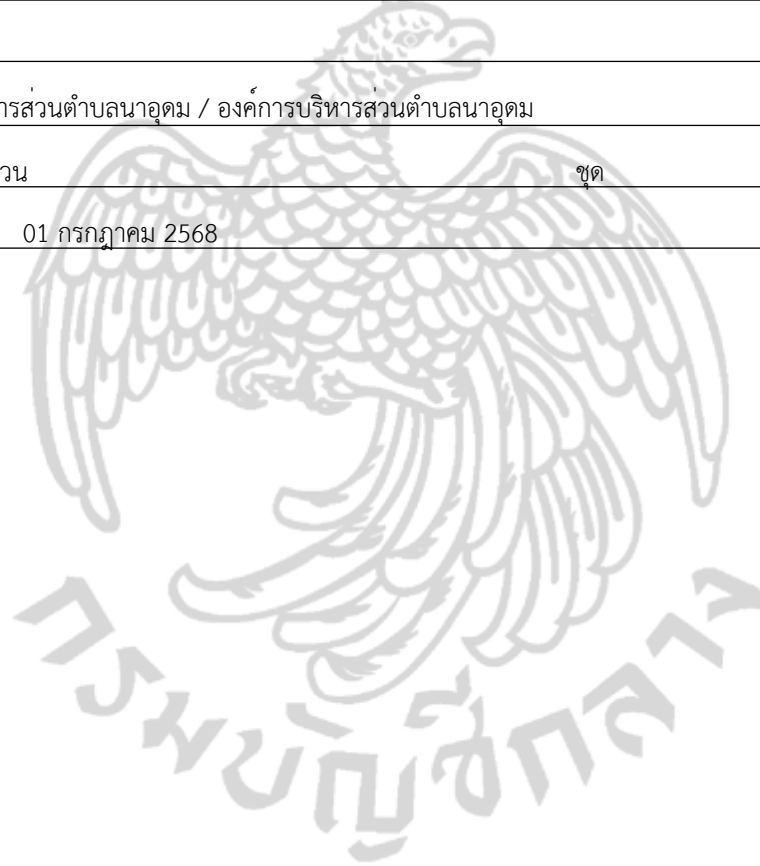 ารส่วนตำบลนาอุดม / องค์การบริหารส่วนตำบลนาอุดม
วน ชุด
01 กรกฎาคม 2568
กรมบัญชีกลาง